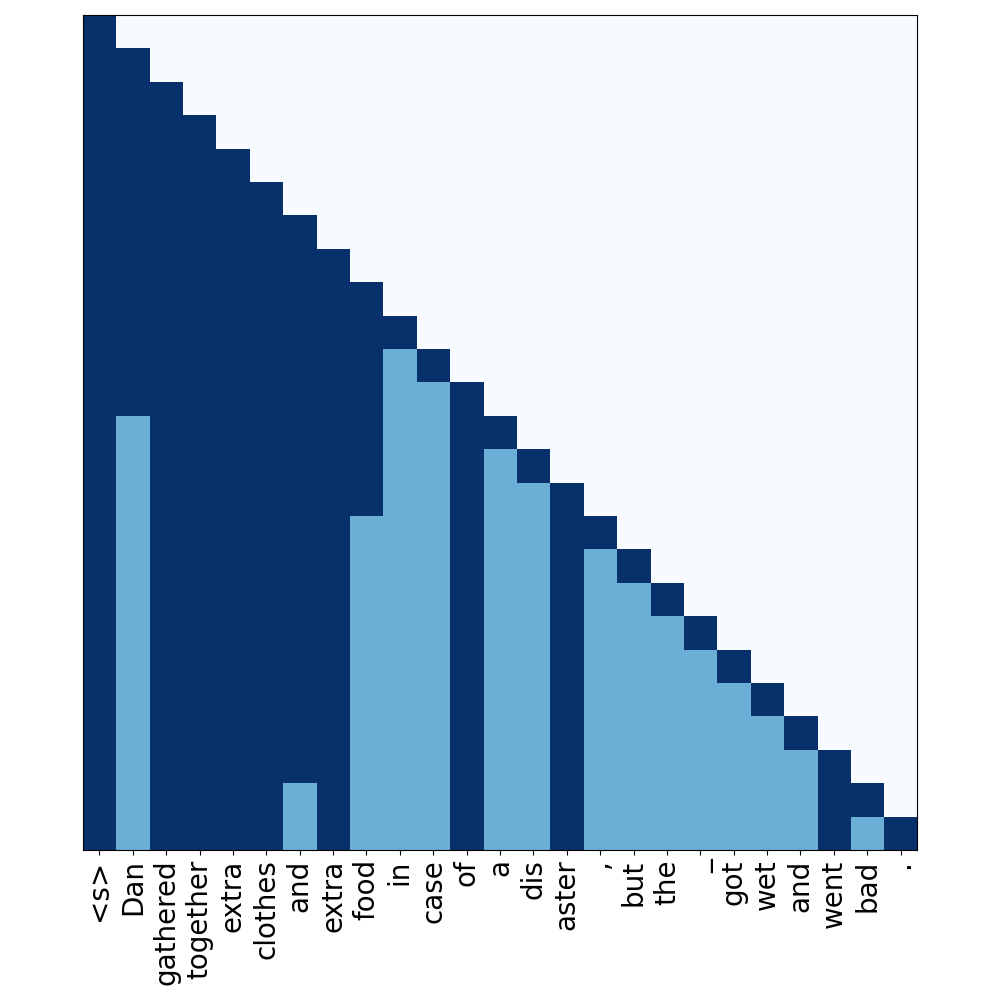 <s>
Dan
gathered
together
extra
clothes
and
extra
food
in
case
of
a
dis
aster
,
but
the
_
got
wet
and
went
bad
.